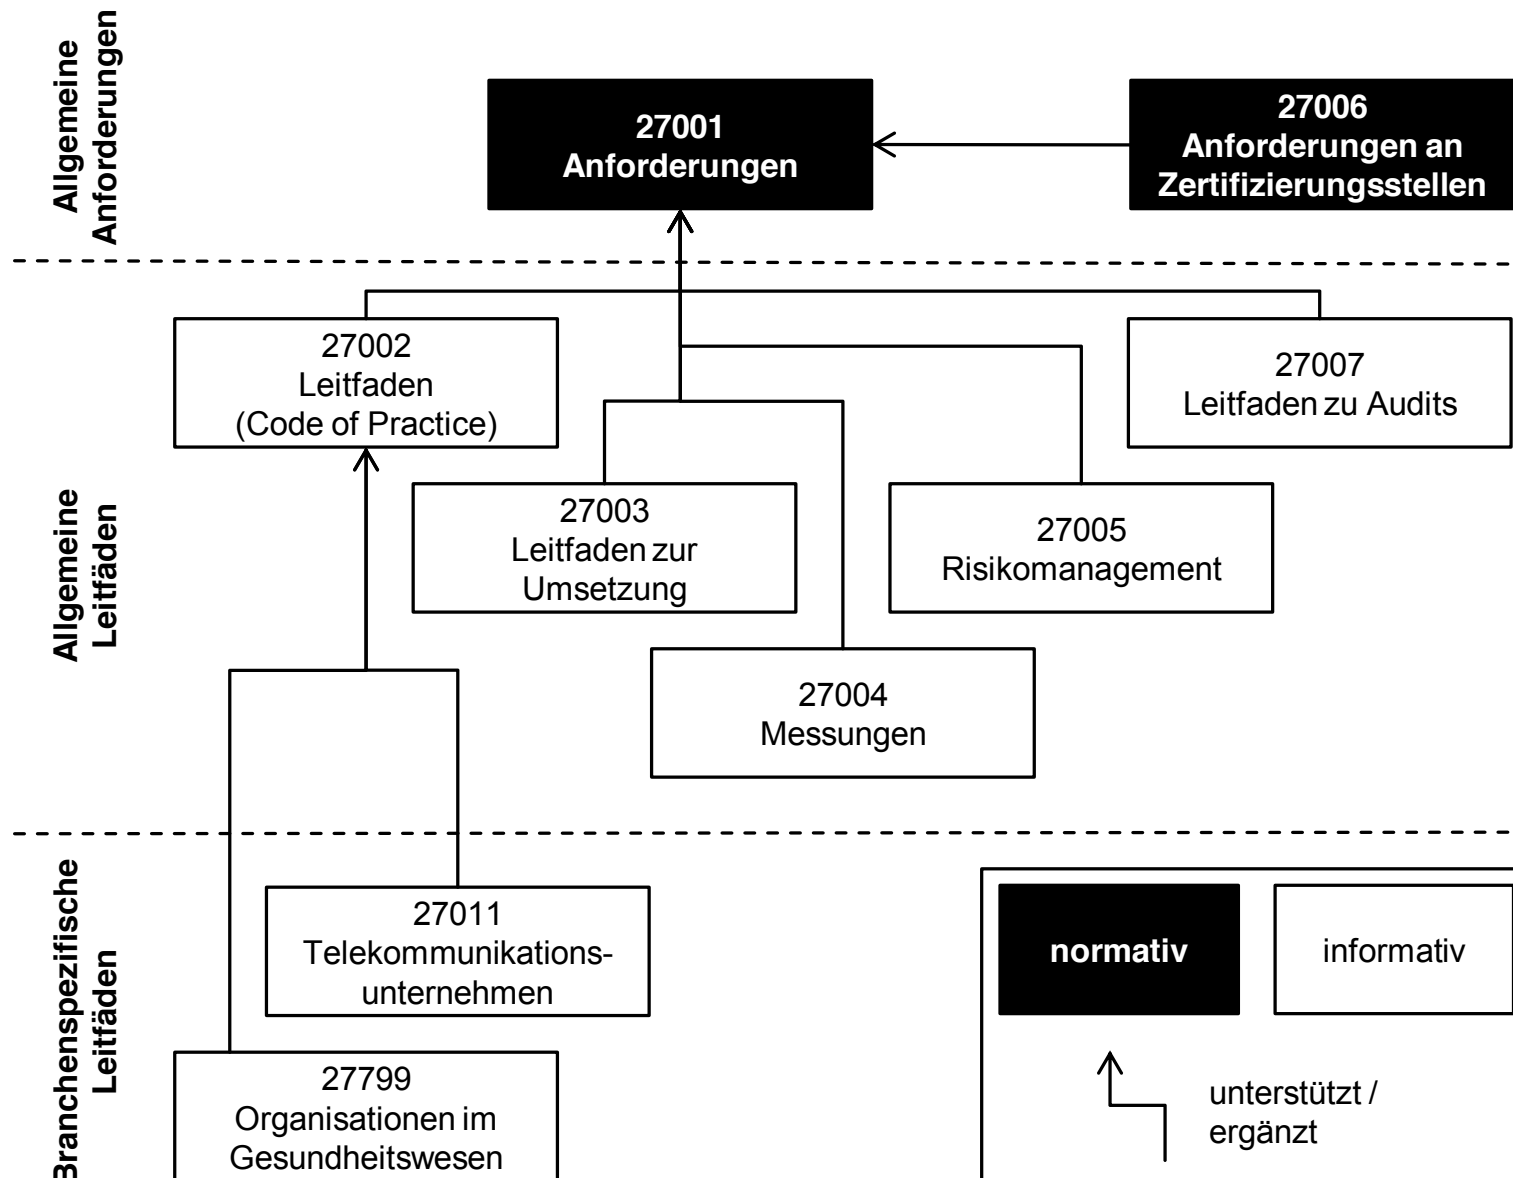 Allgemeine
Anforderungen
27001
Anforderungen
27006
Anforderungen an
Zertifizierungsstellen
Allgemeine
Leitfäden
27002
Leitfaden
(Code of Practice)
27007
Leitfaden zu Audits
27003
Leitfaden zur
Umsetzung
27005
Risikomanagement
27004
Messungen
Branchenspezifische
Leitfäden
27011
Telekommunikations-
unternehmen
27799
Organisationen im
Gesundheitswesen
normativ
informativ
unterstützt /
ergänzt